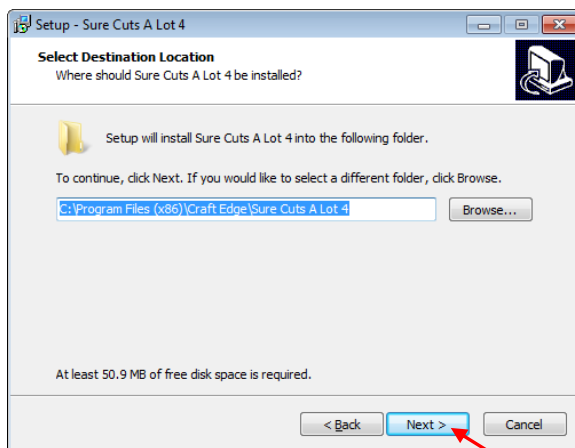 Setup - Sure Cuts A Lot 4
Select Destination Location
Where should Sure Cuts A Lot 4 be installed?
Setup will install Sure Cuts A Lot 4 into the following folder.
To continue, click Next. If you would like to select a different folder, click Browse.
C:\Program Files (x86)\Craft Edge\Sure Cuts A Lot 4
Browse...
At least 50.9 MB of free disk space is required.
< Back Next > Cancel